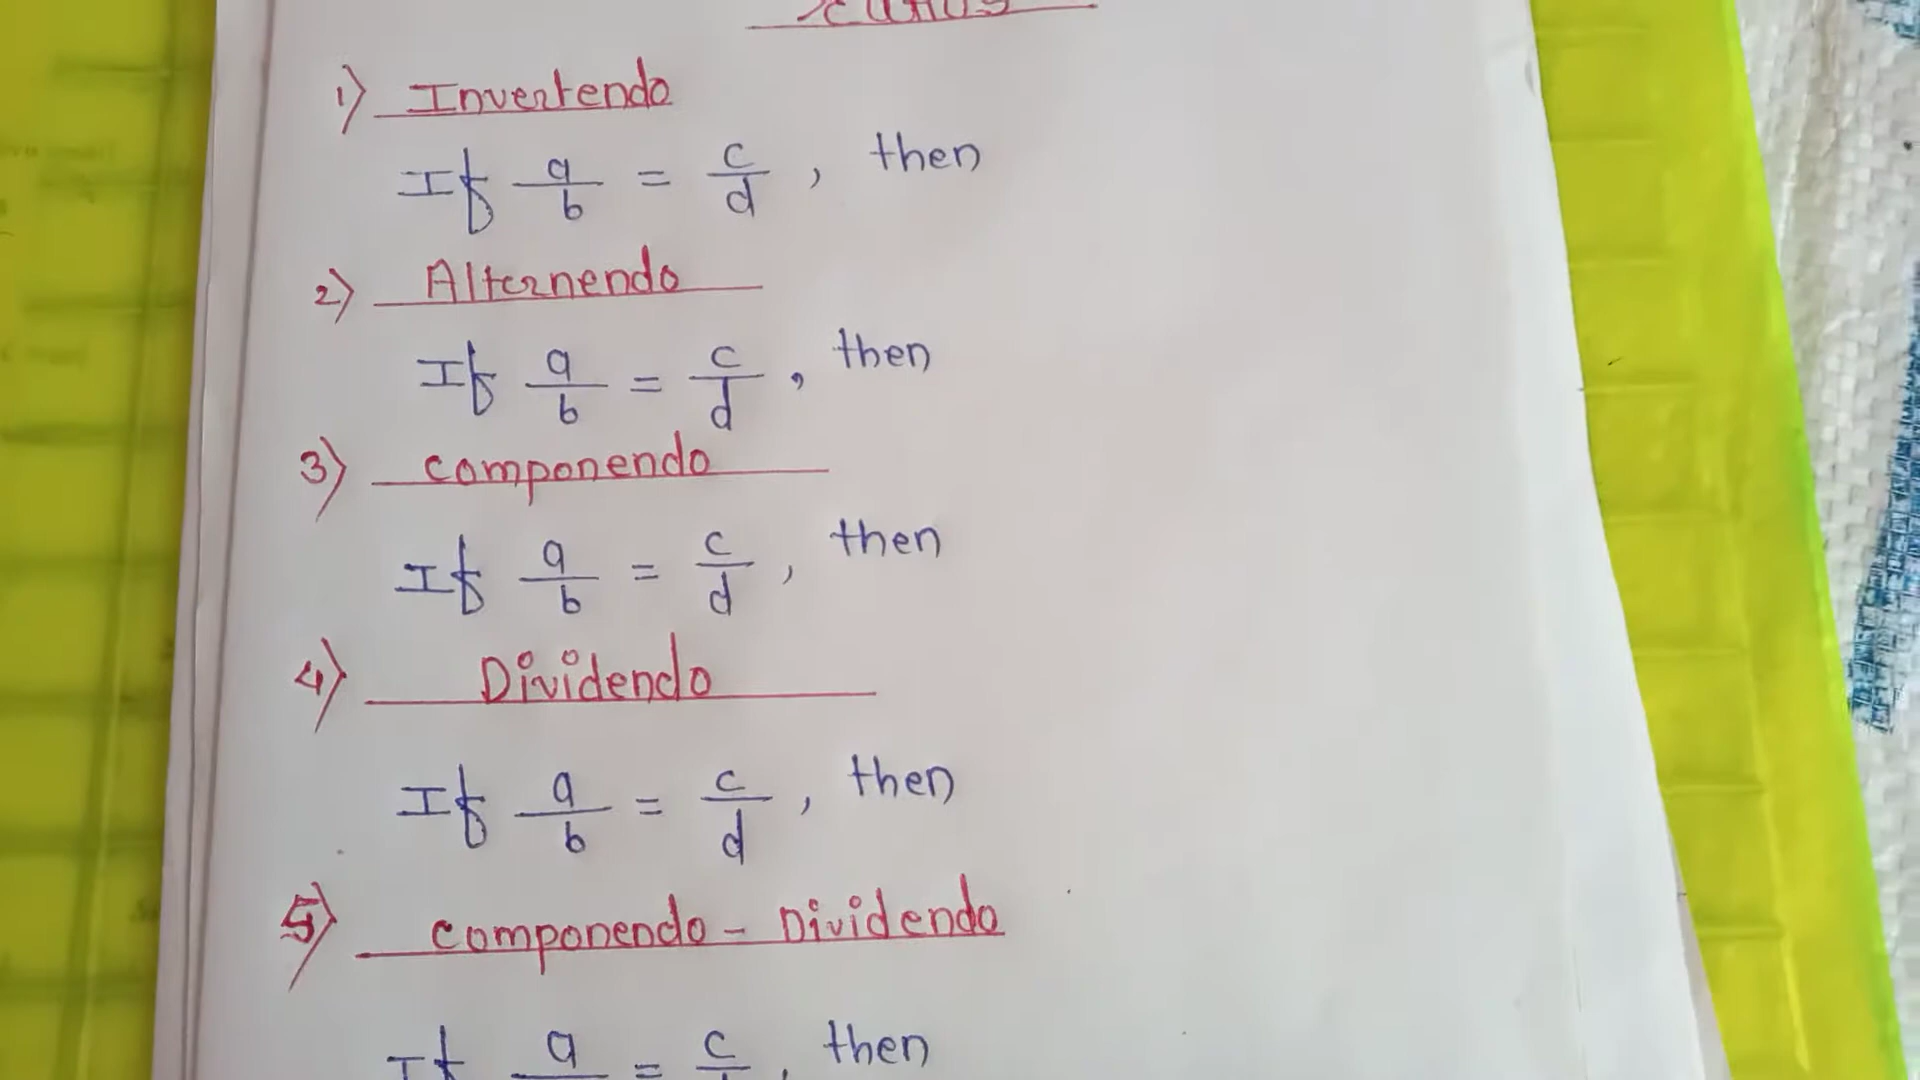 1) Invertendo
If a/b = c/d , then
2) Alternendo
If a/b = c/d , then
3) componendo
If a/b = c/d , then
4) Dividendo
If a/b = c/d , then
5) componendo - Dividendo
If a = c , then